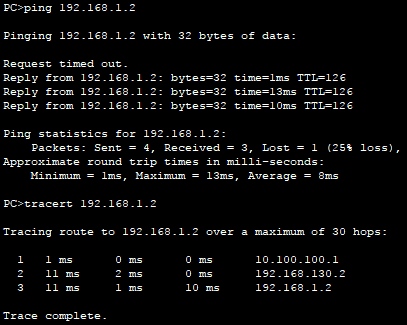 PC>ping 192.168.1.2
Pinging 192.168.1.2 with 32 bytes of data:
Request timed out.
Reply from 192.168.1.2: bytes=32 time=1ms TTL=126
Reply from 192.168.1.2: bytes=32 time=13ms TTL=126
Reply from 192.168.1.2: bytes=32 time=10ms TTL=126
Ping statistics for 192.168.1.2:
Packets: Sent = 4, Received = 3, Lost = 1 (25% loss),
Approximate round trip times in milli-seconds:
Minimum = 1ms, Maximum = 13ms, Average = 8ms
PC>tracert 192.168.1.2
Tracing route to 192.168.1.2 over a maximum of 30 hops:
1 1 ms 0 ms 0 ms 10.100.100.1
2 11 ms 2 ms 0 ms 192.168.130.2
3 11 ms 1 ms 10 ms 192.168.1.2
Trace complete.